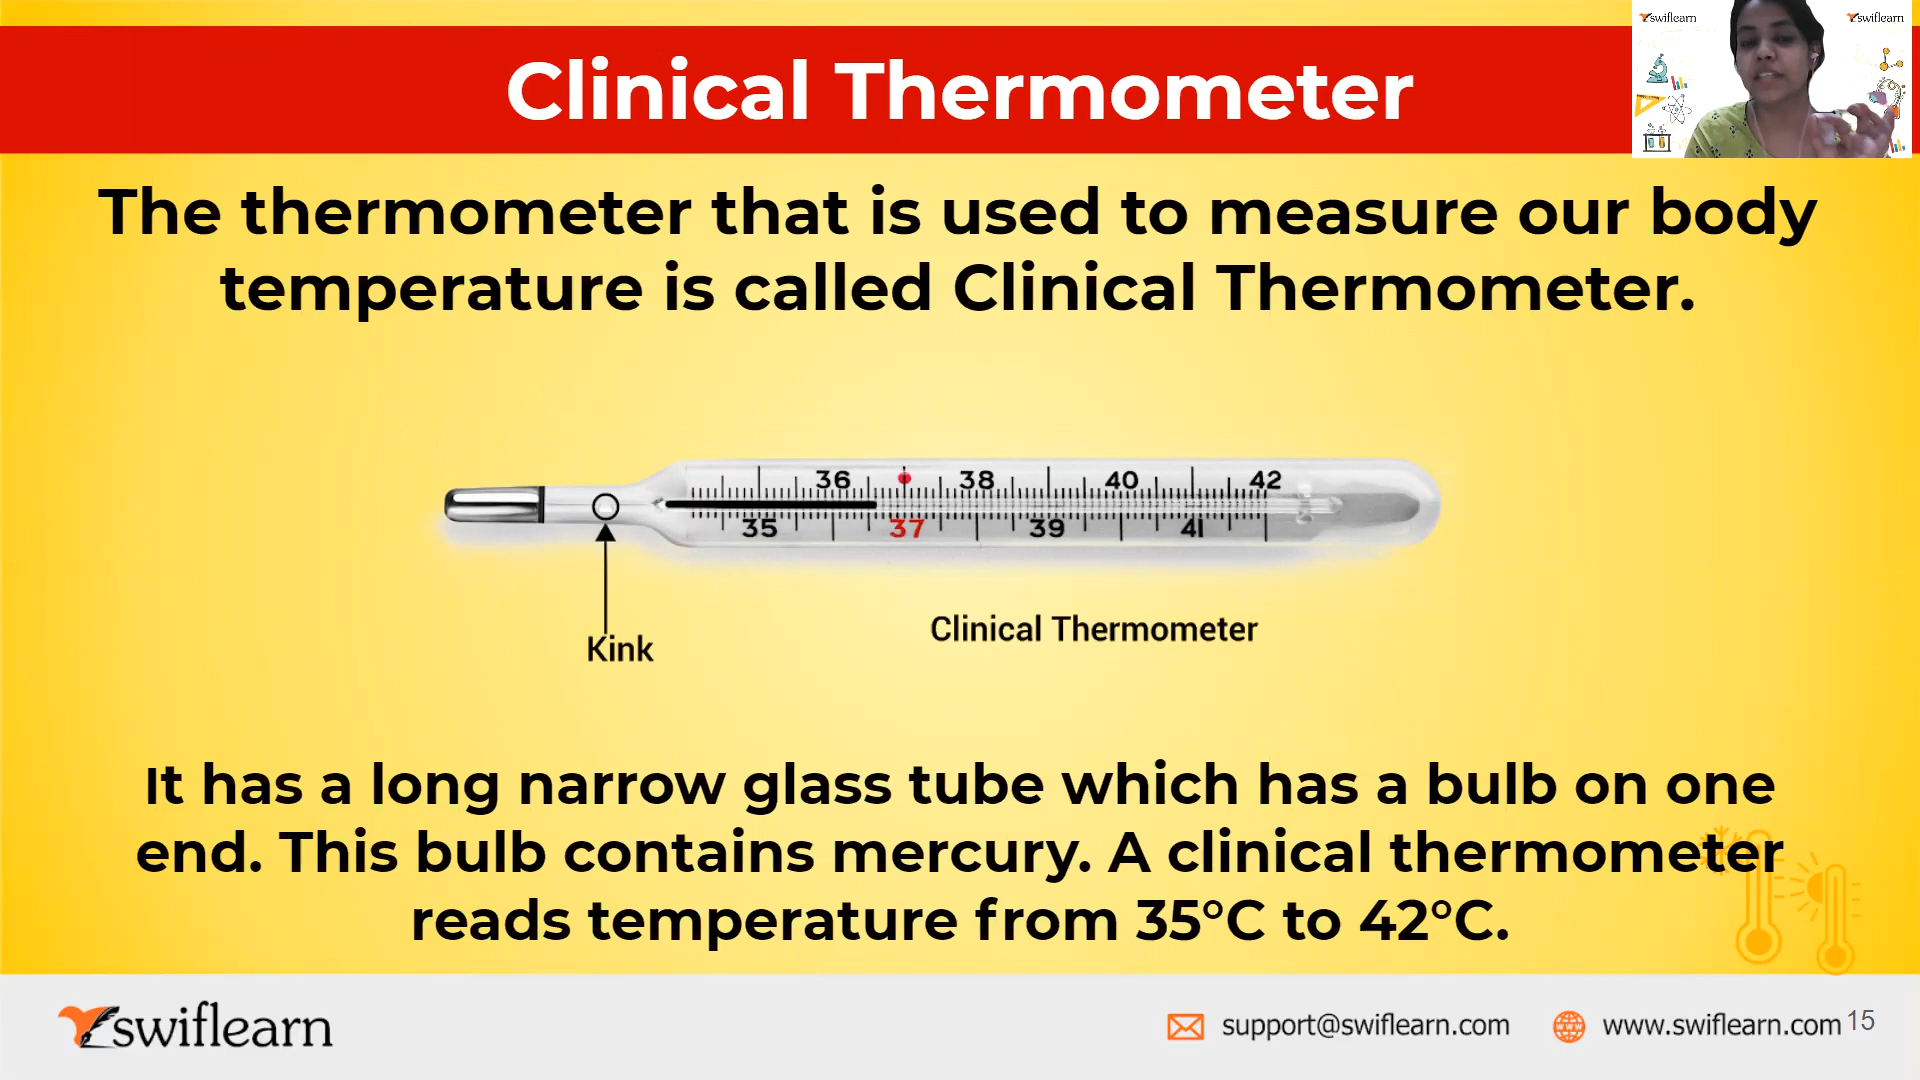 Clinical Thermometer
swiflearn
swiflearn
The thermometer that is used to measure our body
temperature is called Clinical Thermometer.
36 38 40 42
35 37 39 41
Kink
Clinical Thermometer
It has a long narrow glass tube which has a bulb on one
end. This bulb contains mercury. A clinical thermometer
reads temperature from 35°C to 42°C.
swiflearn
support@swiflearn.com
www.swiflearn.com
15